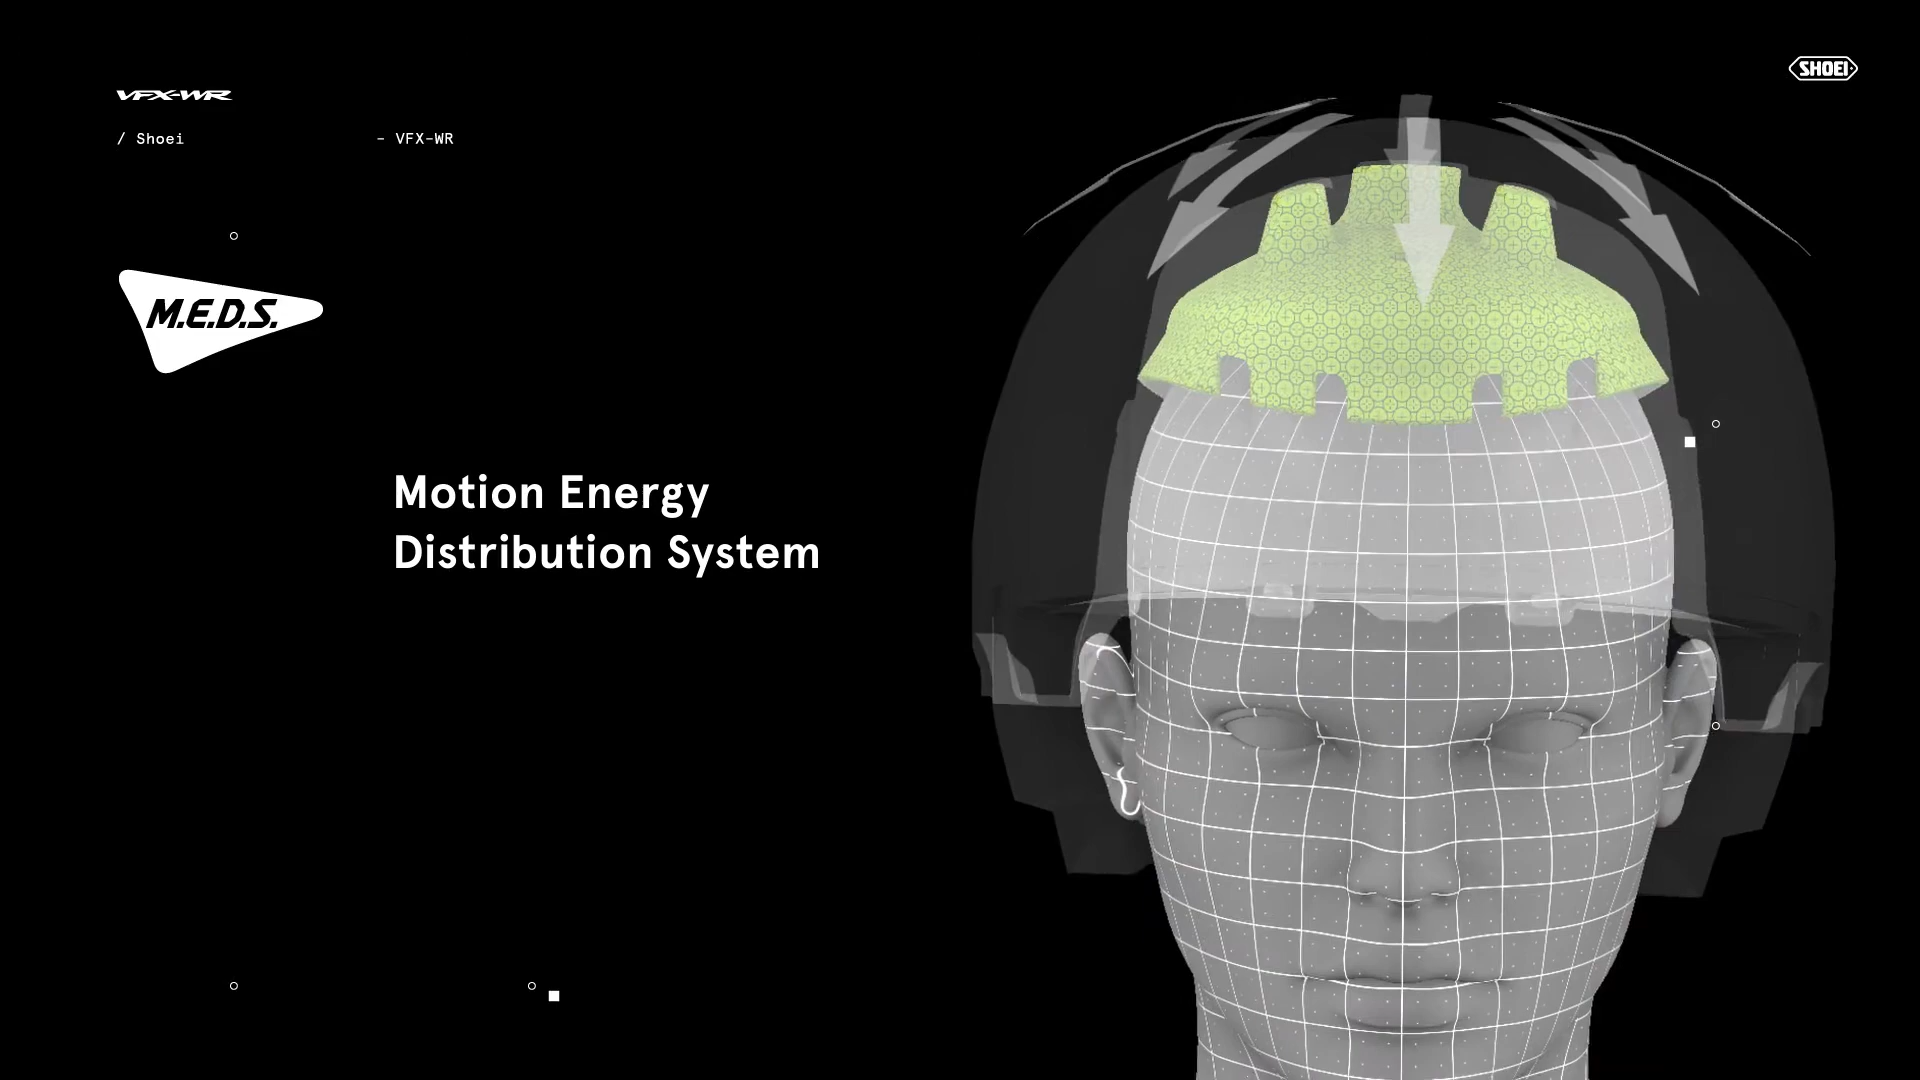 VFX-WR
SHOEI
/ Shoei
- VFX-WR
M.E.D.S.
Motion Energy
Distribution System